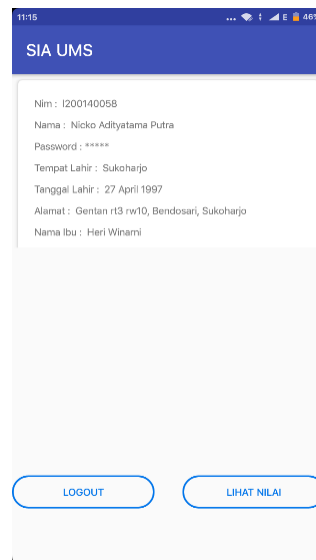 11:15 ... E 46
SIA UMS
Nim : I200140058
Nama : Nicko Adityatama Putra
Password : *****
Tempat Lahir : Sukoharjo
Tanggal Lahir : 27 April 1997
Alamat : Gentan rt3 rw10, Bendosari, Sukoharjo
Nama Ibu : Heri Winarni
LOGOUT LIHAT NILAI